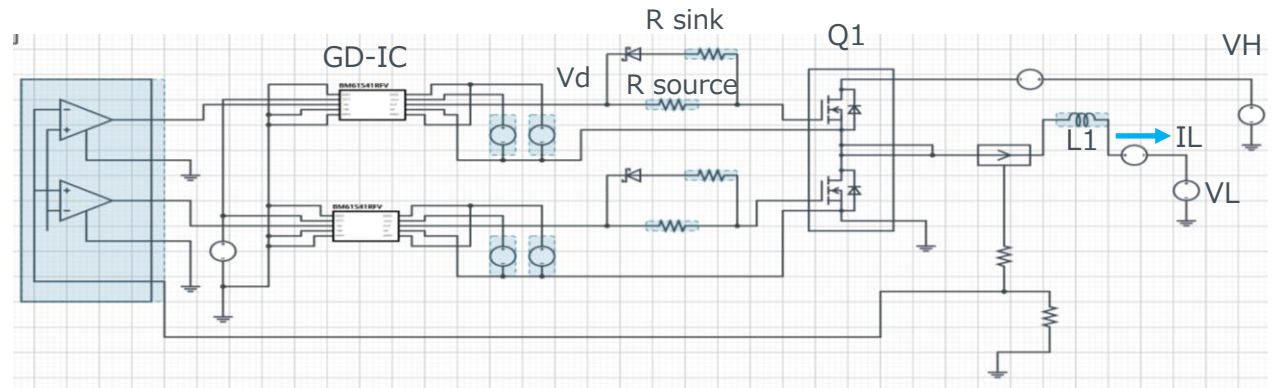 R sink
Q1
VH
GD-IC
Vd
R source
BM61S41RFV
L1
IL
VL
BM61S41RFV